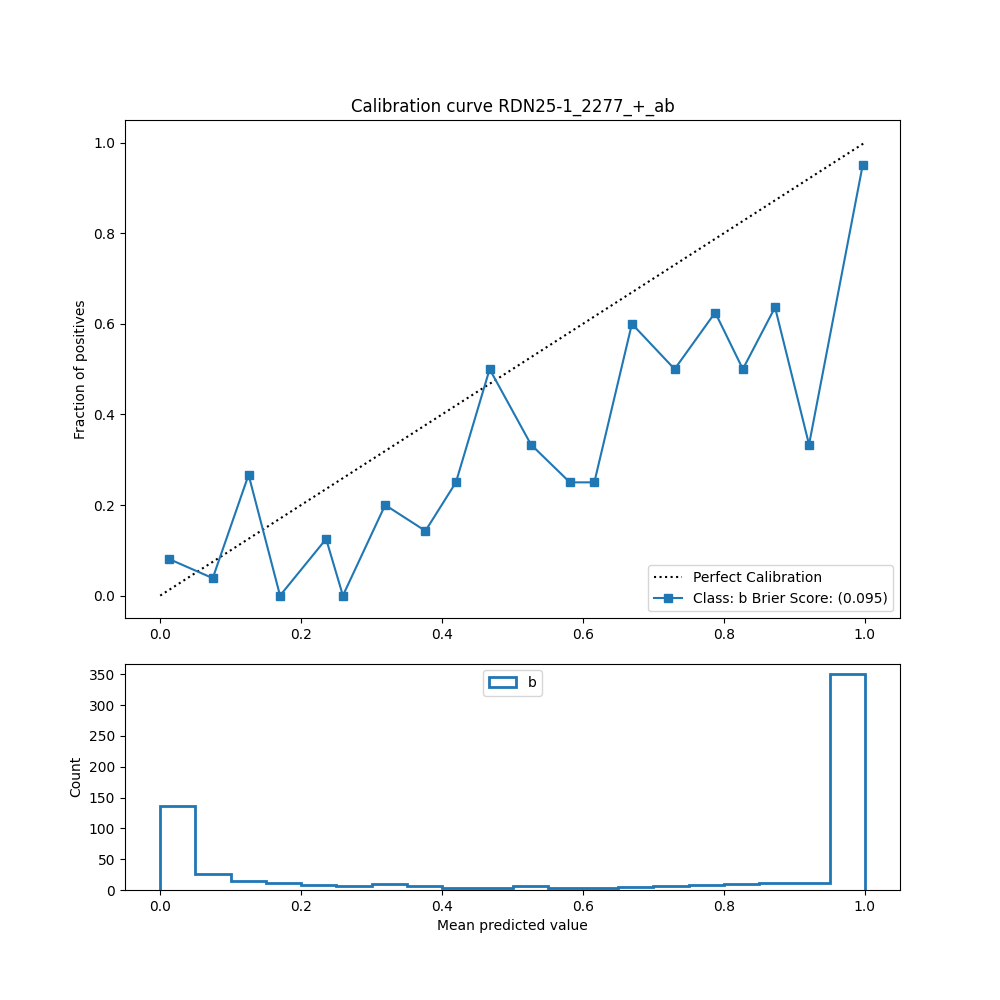 Calibration curve RDN25-1_2277_+_ab
1.0
0.8
0.6
0.4
0.2
0.0
Fraction of positives
Perfect Calibration
Class: b Brier Score: (0.095)
0.0 0.2 0.4 0.6 0.8 1.0
b
350
300
250
200
150
100
50
0
Count
0.0 0.2 0.4 0.6 0.8 1.0
Mean predicted value